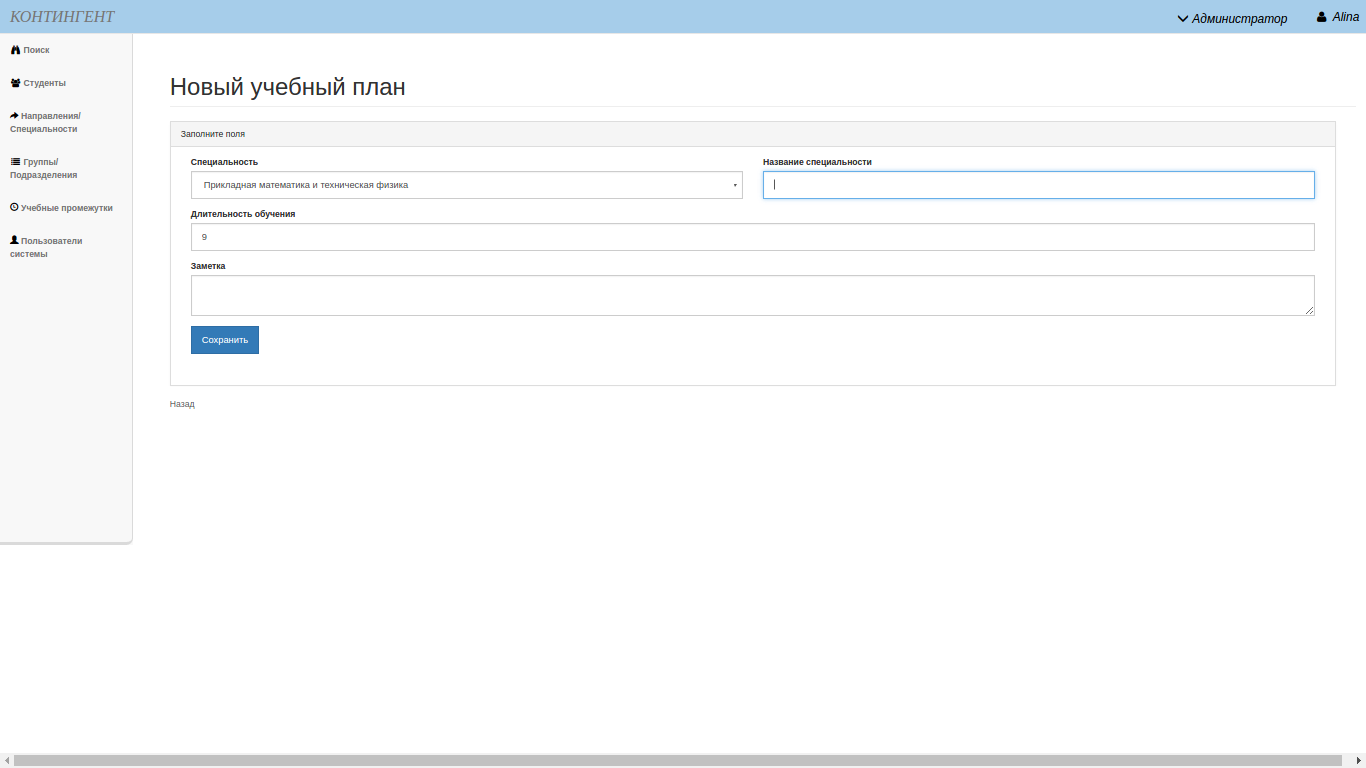 КОНТИНГЕНТ
Администратор
Alina
Поиск
Студенты
Направления/
Специальности
Группы/
Подразделения
Учебные промежутки
Пользователи
системы
Новый учебный план
Заполните поля
Специальность
Название специальности
Прикладная математика и техническая физика
Длительность обучения
9
Заметка
Сохранить
Назад